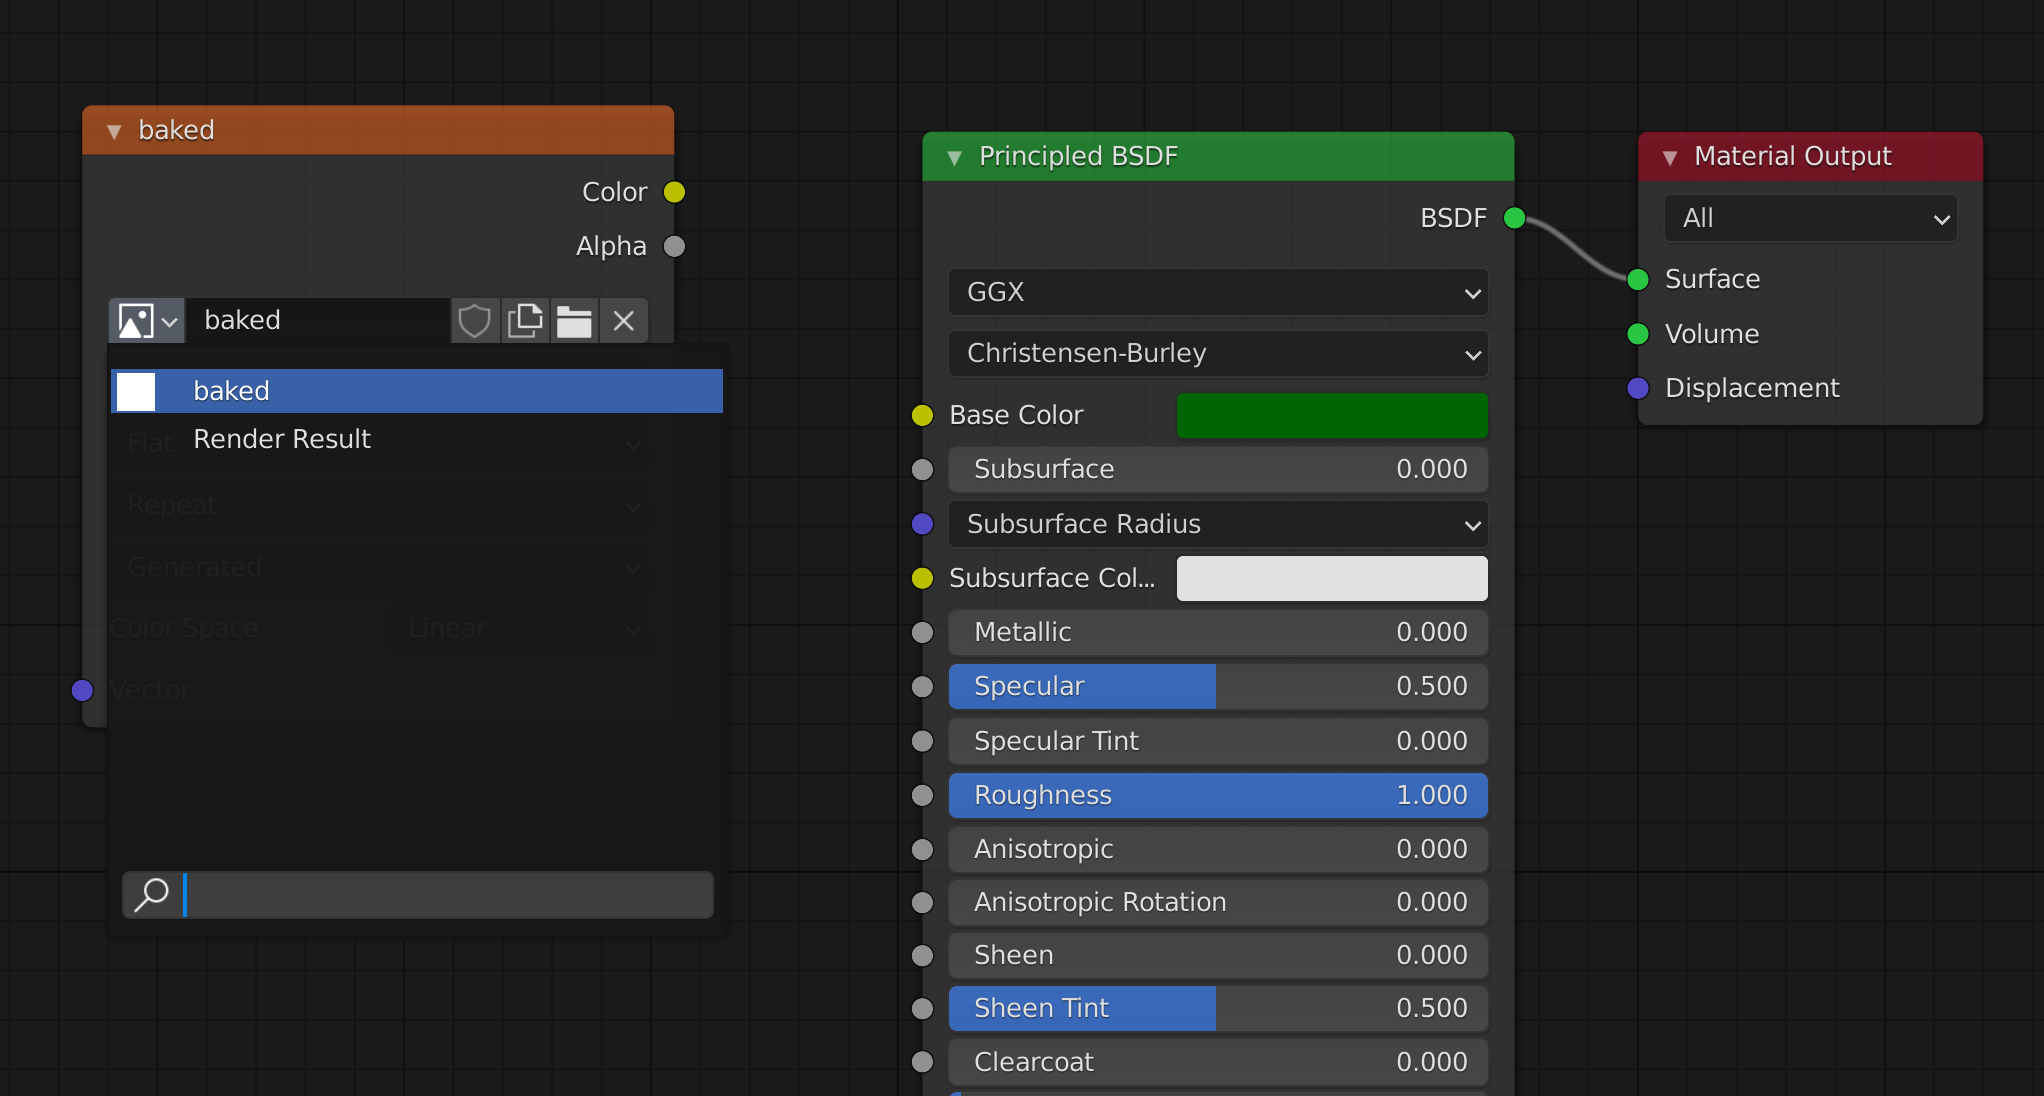 baked
Color
Alpha
baked
baked
Render Result
Flat
Repeat
Generated
Color Space Linear
Vector
Principled BSDF
BSDF
GGX
Christensen-Burley
Base Color
Subsurface 0.000
Subsurface Radius
Subsurface Col...
Metallic 0.000
Specular 0.500
Specular Tint 0.000
Roughness 1.000
Anisotropic 0.000
Anisotropic Rotation 0.000
Sheen 0.000
Sheen Tint 0.500
Clearcoat 0.000
Material Output
All
Surface
Volume
Displacement